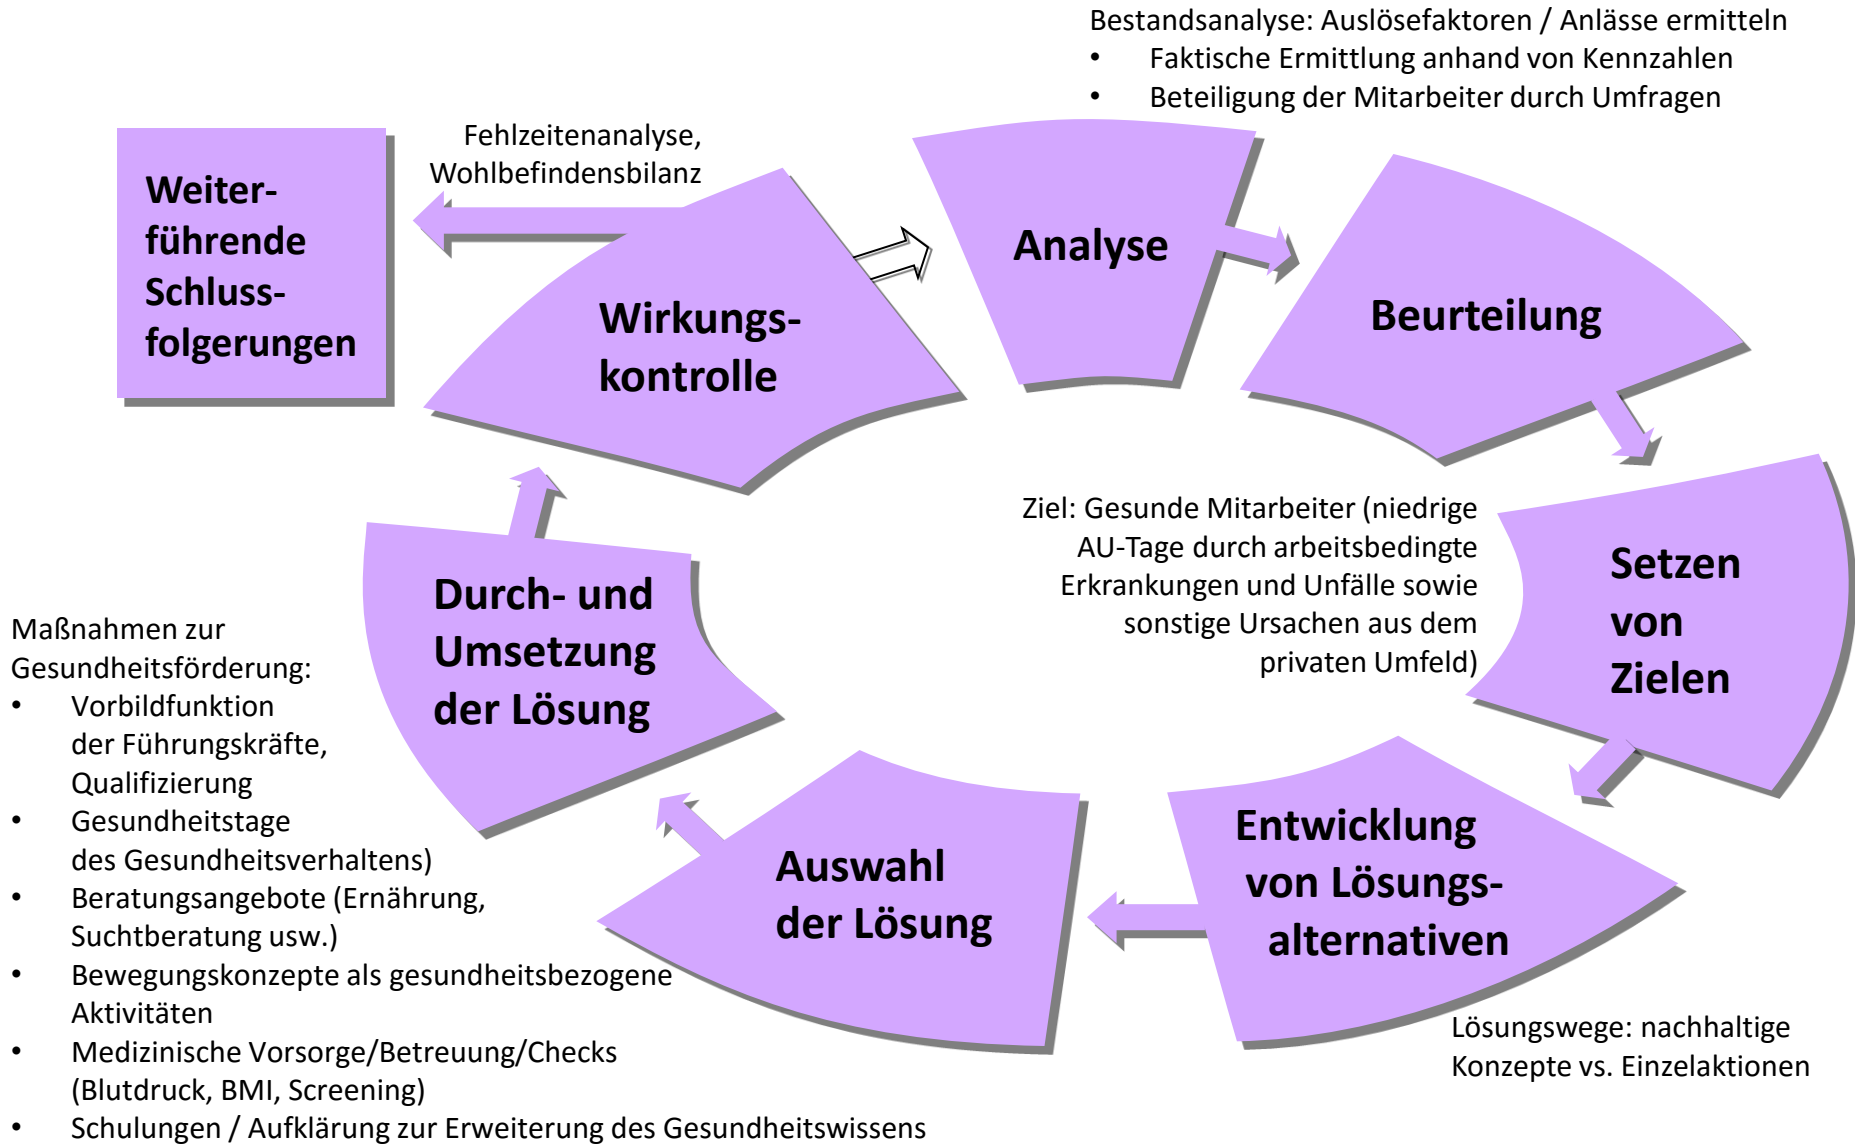 Bestandsanalyse: Auslösefaktoren / Anlässe ermitteln
• Faktische Ermittlung anhand von Kennzahlen
• Beteiligung der Mitarbeiter durch Umfragen
Fehlzeitenanalyse,
Wohlbefindensbilanz
Weiter-
führende
Schluss-
folgerungen
Wirkungs-
kontrolle
Analyse
Beurteilung
Ziel: Gesunde Mitarbeiter (niedrige
AU-Tage durch arbeitsbedingte
Erkrankungen und Unfälle sowie
sonstige Ursachen aus dem
privaten Umfeld)
Setzen
von
Zielen
Durch- und
Umsetzung
der Lösung
Maßnahmen zur
Gesundheitsförderung:
• Vorbildfunktion
der Führungskräfte,
Qualifizierung
• Gesundheitstage
des Gesundheitsverhaltens)
• Beratungsangebote (Ernährung,
Suchtberatung usw.)
• Bewegungskonzepte als gesundheitsbezogene
Aktivitäten
• Medizinische Vorsorge/Betreuung/Checks
(Blutdruck, BMI, Screening)
• Schulungen / Aufklärung zur Erweiterung des Gesundheitswissens
Auswahl
der Lösung
Entwicklung
von Lösungs-
alternativen
Lösungswege: nachhaltige
Konzepte vs. Einzelaktionen